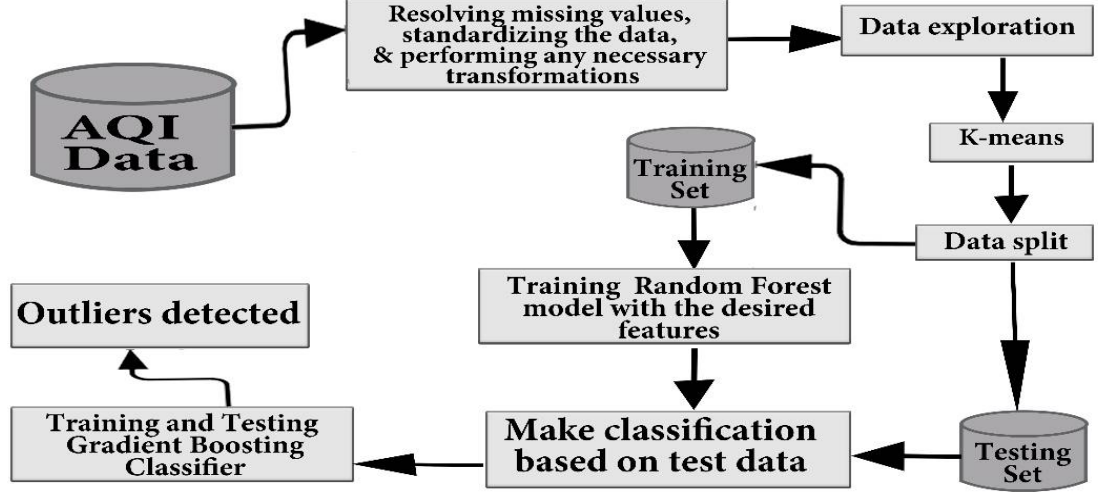 AQI
Data
Resolving missing values,
standardizing the data,
& performing any necessary
transformations
Data exploration
K-means
Data split
Training
Set
Training Random Forest
model with the desired
features
Testing
Set
Make classification
based on test data
Training and Testing
Gradient Boosting
Classifier
Outliers detected